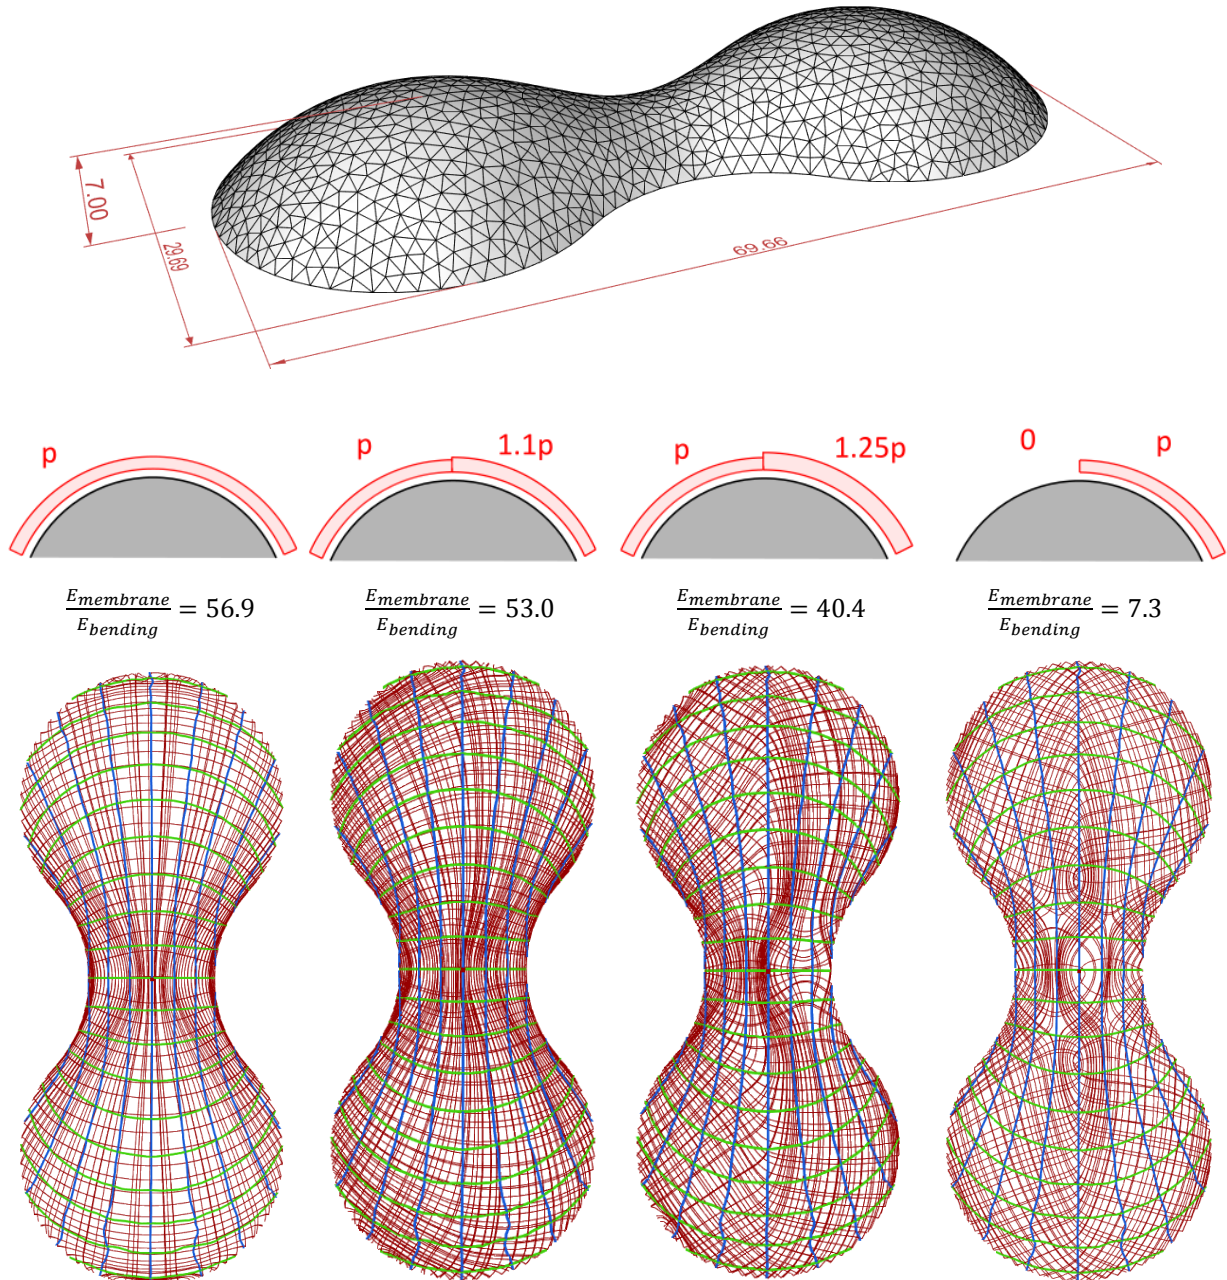 7.00
29.69
69.66
p
p 1.1p
p 1.25p
0 p
E_membrane / E_bending = 56.9
E_membrane / E_bending = 53.0
E_membrane / E_bending = 40.4
E_membrane / E_bending = 7.3